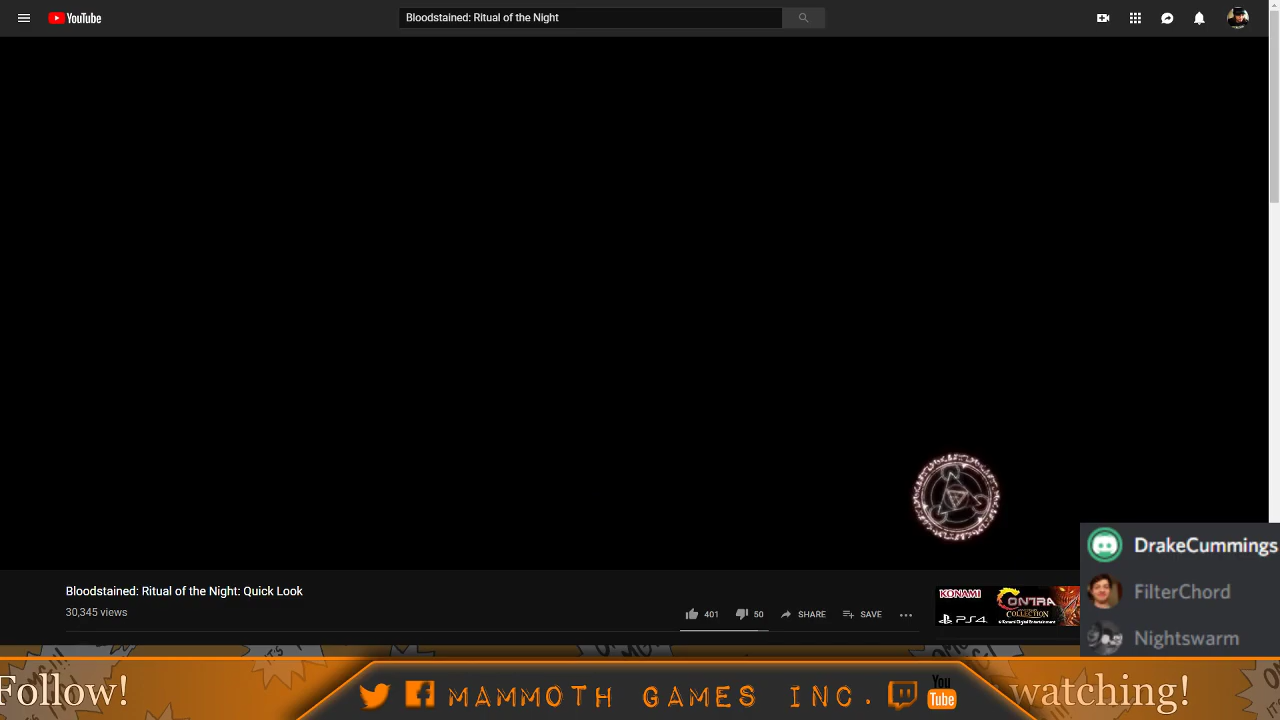 YouTube
Bloodstained: Ritual of the Night
DrakeCummings
FilterChord
Nightswarm
Bloodstained: Ritual of the Night: Quick Look
30,345 views
401
50
SHARE
SAVE
KONAMI
CONTRA
COLLECTION
PS4
Follow!
MAMMOTH GAMES INC.
You
Tube
watching!